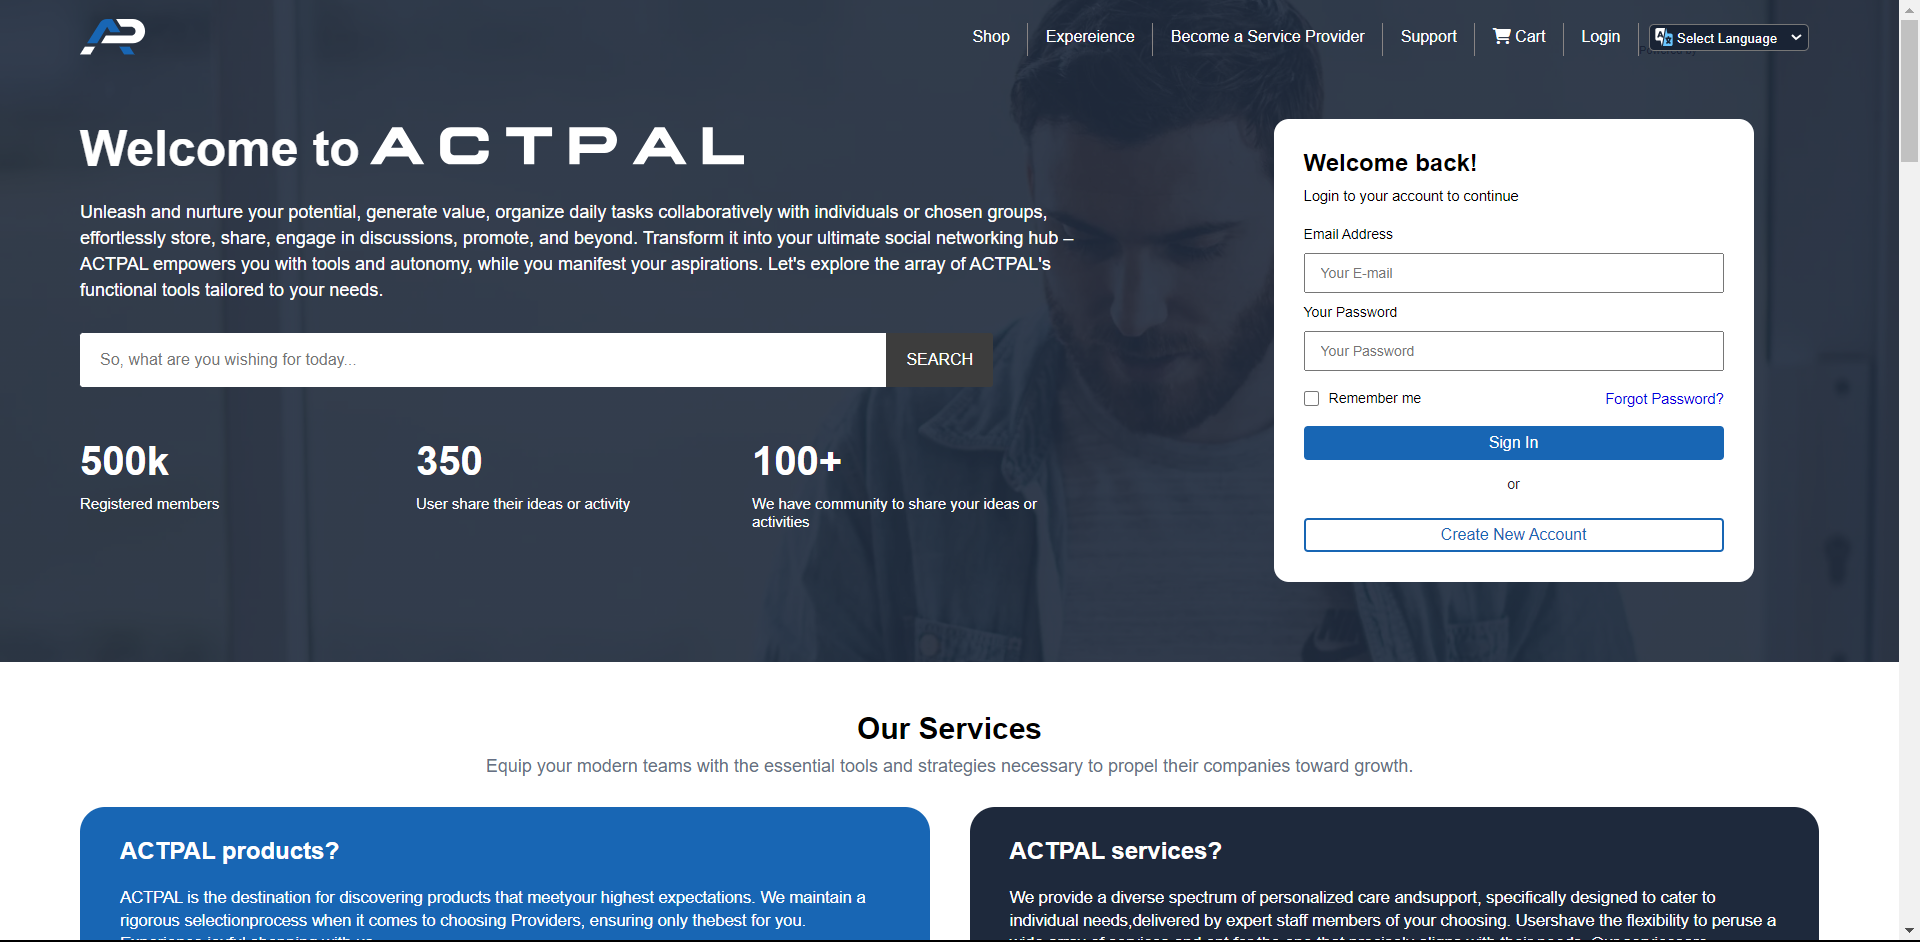 AP
Shop
Expereience
Become a Service Provider
Support
Cart
Login
Select Language
Welcome to ACTPAL
Unleash and nurture your potential, generate value, organize daily tasks collaboratively with individuals or chosen groups,
effortlessly store, share, engage in discussions, promote, and beyond. Transform it into your ultimate social networking hub –
ACTPAL empowers you with tools and autonomy, while you manifest your aspirations. Let's explore the array of ACTPAL's
functional tools tailored to your needs.
So, what are you wishing for today...
SEARCH
500k
Registered members
350
User share their ideas or activity
100+
We have community to share your ideas or
activities
Welcome back!
Login to your account to continue
Email Address
Your E-mail
Your Password
Your Password
Remember me
Forgot Password?
Sign In
or
Create New Account
Our Services
Equip your modern teams with the essential tools and strategies necessary to propel their companies toward growth.
ACTPAL products?
ACTPAL is the destination for discovering products that meetyour highest expectations. We maintain a
rigorous selectionprocess when it comes to choosing Providers, ensuring only thebest for you.
ACTPAL services?
We provide a diverse spectrum of personalized care andsupport, specifically designed to cater to
individual needs,delivered by expert staff members of your choosing. Usershave the flexibility to peruse a